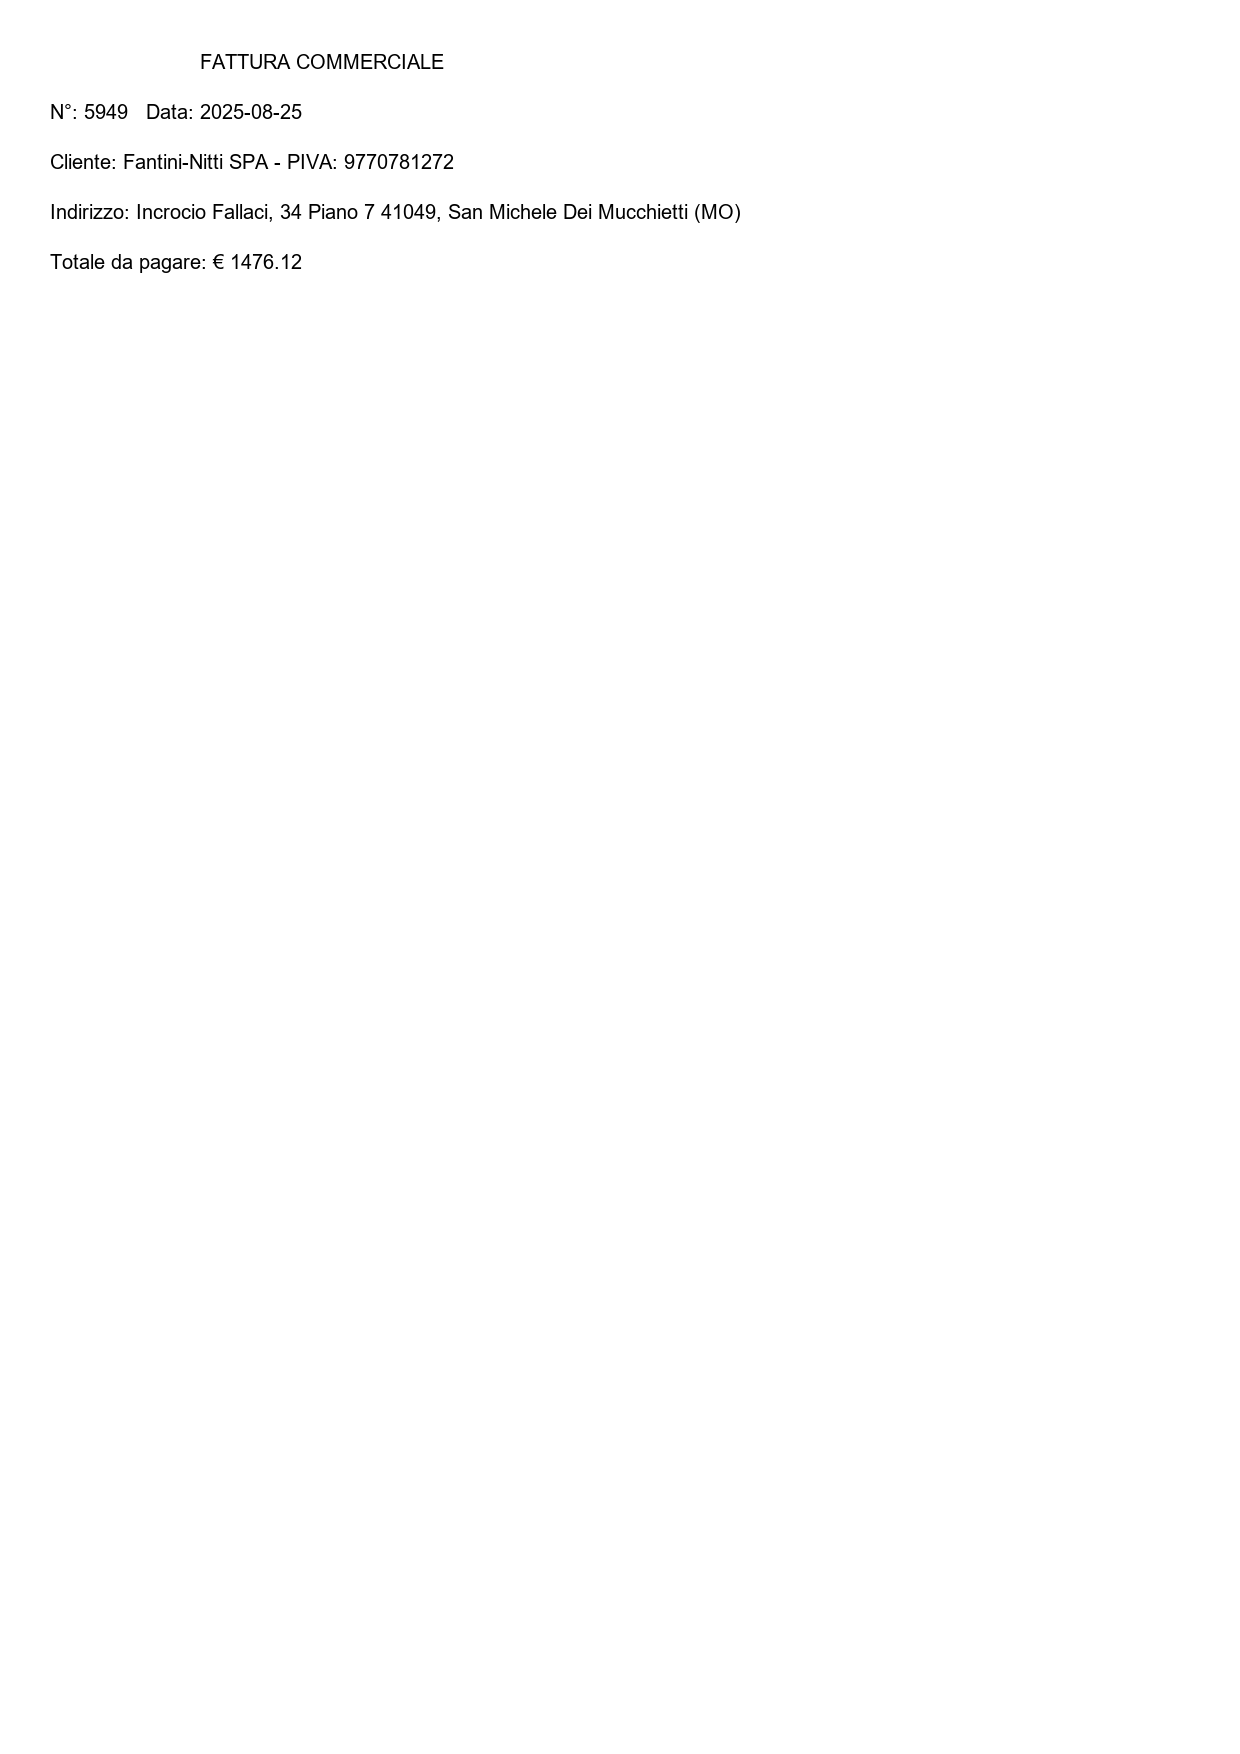 FATTURA COMMERCIALE
N°: 5949 Data: 2025-08-25
Cliente: Fantini-Nitti SPA - PIVA: 9770781272
Indirizzo: Incrocio Fallaci, 34 Piano 7 41049, San Michele Dei Mucchietti (MO)
Totale da pagare: € 1476.12